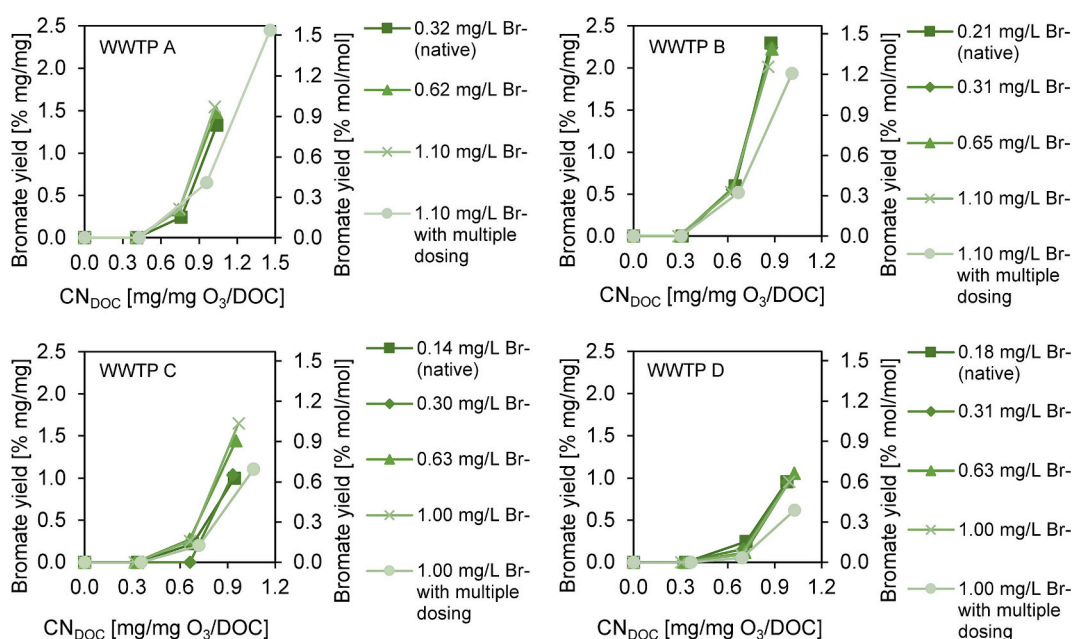 WWTP A
Bromate yield [% mg/mg]
2.5
2.0
1.5
1.0
0.5
0.0
1.5
1.2
0.9
0.6
0.3
0.0
Bromate yield [% mol/mol]
0.0 0.3 0.6 0.9 1.2 1.5
CN_DOC [mg/mg O3/DOC]
0.32 mg/L Br-
(native)
0.62 mg/L Br-
1.10 mg/L Br-
1.10 mg/L Br-
with multiple
dosing
WWTP B
Bromate yield [% mg/mg]
2.5
2.0
1.5
1.0
0.5
0.0
1.5
1.2
0.9
0.6
0.3
0.0
Bromate yield [% mol/mol]
0.0 0.3 0.6 0.9 1.2
CN_DOC [mg/mg O3/DOC]
0.21 mg/L Br-
(native)
0.31 mg/L Br-
0.65 mg/L Br-
1.10 mg/L Br-
1.10 mg/L Br-
with multiple
dosing
WWTP C
Bromate yield [% mg/mg]
2.5
2.0
1.5
1.0
0.5
0.0
1.5
1.2
0.9
0.6
0.3
0.0
Bromate yield [% mol/mol]
0.0 0.3 0.6 0.9 1.2
CN_DOC [mg/mg O3/DOC]
0.14 mg/L Br-
(native)
0.30 mg/L Br-
0.63 mg/L Br-
1.00 mg/L Br-
1.00 mg/L Br-
with multiple
dosing
WWTP D
Bromate yield [% mg/mg]
2.5
2.0
1.5
1.0
0.5
0.0
1.5
1.2
0.9
0.6
0.3
0.0
Bromate yield [% mol/mol]
0.0 0.3 0.6 0.9 1.2
CN_DOC [mg/mg O3/DOC]
0.18 mg/L Br-
(native)
0.31 mg/L Br-
0.63 mg/L Br-
1.00 mg/L Br-
1.00 mg/L Br-
with multiple
dosing